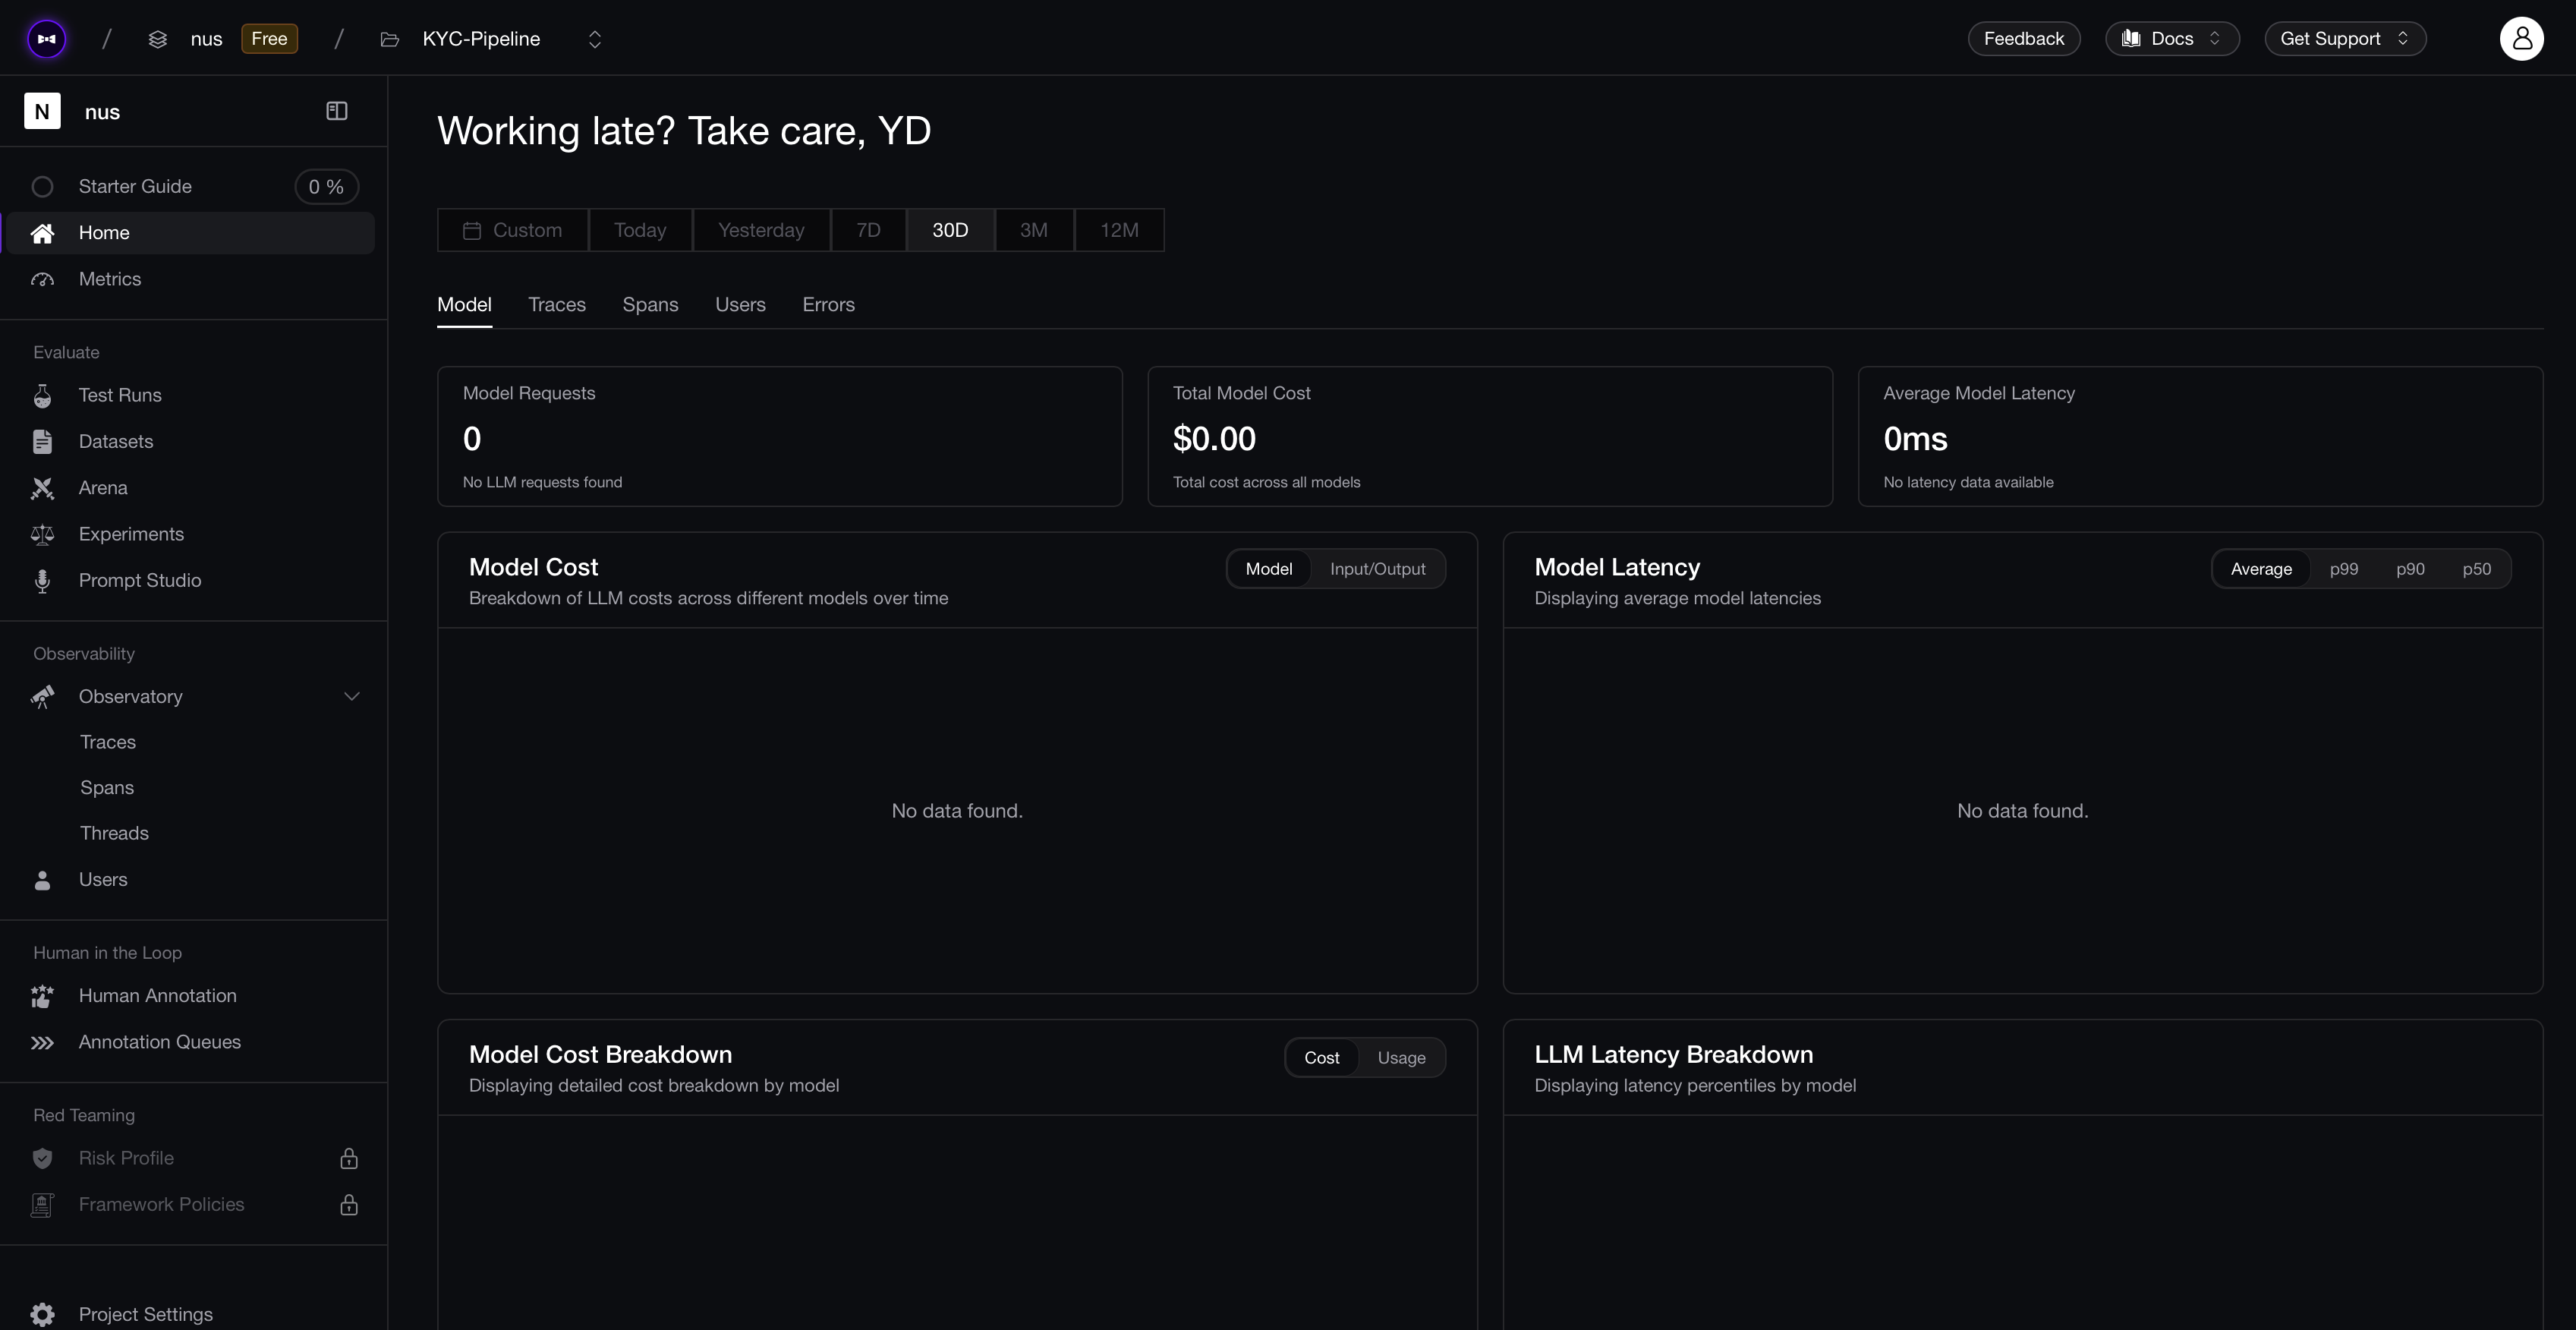 / nus Free / KYC-Pipeline
Feedback Docs Get Support
N nus
Starter Guide 0 %
Home
Metrics
Evaluate
Test Runs
Datasets
Arena
Experiments
Prompt Studio
Observability
Observatory
Traces
Spans
Threads
Users
Human in the Loop
Human Annotation
Annotation Queues
Red Teaming
Risk Profile
Framework Policies
Project Settings
Working late? Take care, YD
Custom Today Yesterday 7D 30D 3M 12M
Model Traces Spans Users Errors
Model Requests
0
No LLM requests found
Total Model Cost
$0.00
Total cost across all models
Average Model Latency
0ms
No latency data available
Model Cost
Breakdown of LLM costs across different models over time
Model Input/Output
No data found.
Model Latency
Displaying average model latencies
Average p99 p90 p50
No data found.
Model Cost Breakdown
Displaying detailed cost breakdown by model
Cost Usage
LLM Latency Breakdown
Displaying latency percentiles by model